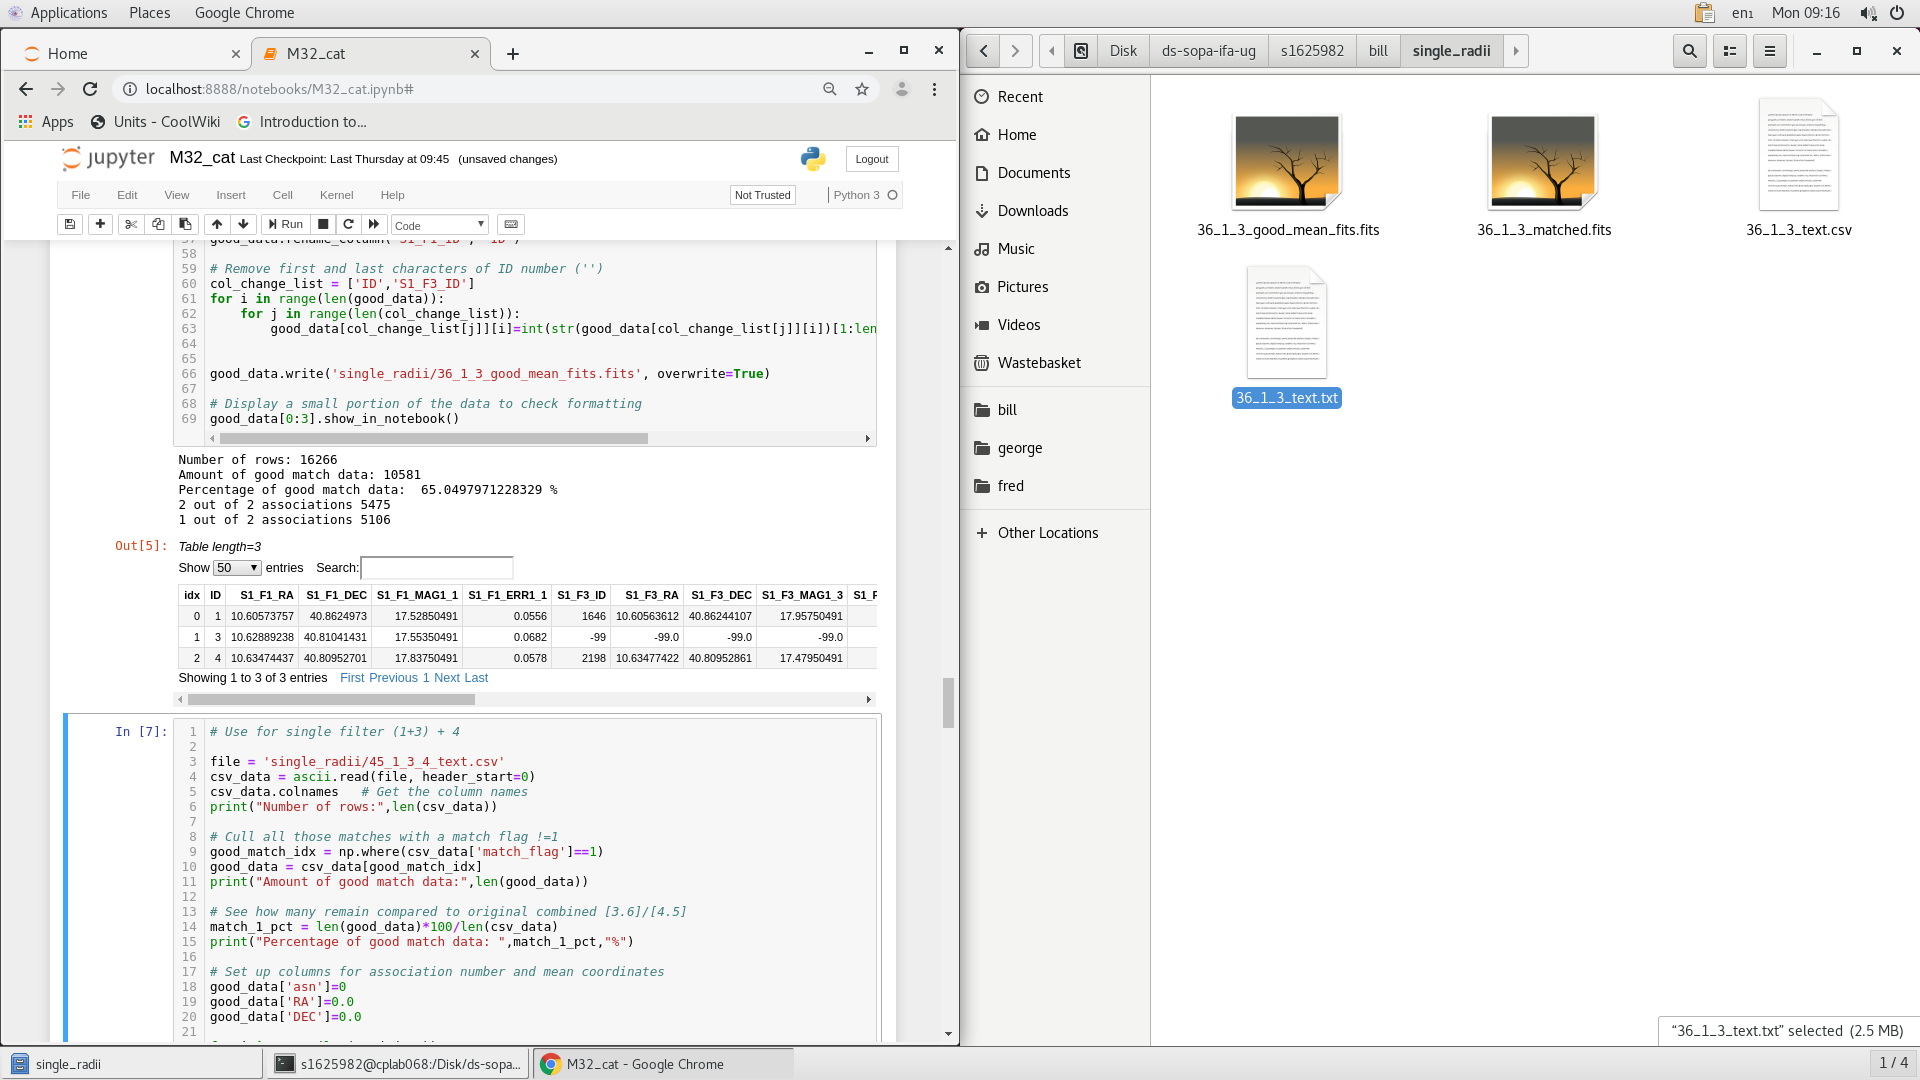 Applications Places Google Chrome
en₁ Mon 09:16
Home
M32_cat
localhost:8888/notebooks/M32_cat.ipynb#
Apps Units - CoolWiki Introduction to...
jupyter M32_cat Last Checkpoint: Last Thursday at 09:45 (unsaved changes)
Logout
File Edit View Insert Cell Kernel Help
Not Trusted
Python 3
Run
Code
57 good_data.rename_column('S1_F1_ID', 'ID')
58
59 # Remove first and last characters of ID number ('')
60 col_change_list = ['ID','S1_F3_ID']
61 for i in range(len(good_data)):
62 for j in range(len(col_change_list)):
63 good_data[col_change_list[j]][i]=int(str(good_data[col_change_list[j]][i])[1:len
64
65
66 good_data.write('single_radii/36_1_3_good_mean_fits.fits', overwrite=True)
67
68 # Display a small portion of the data to check formatting
69 good_data[0:3].show_in_notebook()
Number of rows: 16266
Amount of good match data: 10581
Percentage of good match data:  65.0497971228329 %
2 out of 2 associations 5475
1 out of 2 associations 5106
Out[5]: Table length=3
Show 50 entries Search:
idx ID S1_F1_RA S1_F1_DEC S1_F1_MAG1_1 S1_F1_ERR1_1 S1_F3_ID S1_F3_RA S1_F3_DEC S1_F3_MAG1_3 S1_F
0 1 10.60573757 40.8624973 17.52850491 0.0556 1646 10.60563612 40.86244107 17.95750491
1 3 10.62889238 40.81041431 17.55350491 0.0682 -99 -99.0 -99.0 -99.0
2 4 10.63474437 40.80952701 17.83750491 0.0578 2198 10.63477422 40.80952861 17.47950491
Showing 1 to 3 of 3 entries First Previous 1 Next Last
In [7]:
1 # Use for single filter (1+3) + 4
2
3 file = 'single_radii/45_1_3_4_text.csv'
4 csv_data = ascii.read(file, header_start=0)
5 csv_data.colnames   # Get the column names
6 print("Number of rows:",len(csv_data))
7
8 # Cull all those matches with a match flag !=1
9 good_match_idx = np.where(csv_data['match_flag']==1)
10 good_data = csv_data[good_match_idx]
11 print("Amount of good match data:",len(good_data))
12
13 # See how many remain compared to original combined [3.6]/[4.5]
14 match_1_pct = len(good_data)*100/len(csv_data)
15 print("Percentage of good match data: ",match_1_pct,"%")
16
17 # Set up columns for association number and mean coordinates
18 good_data['asn']=0
19 good_data['RA']=0.0
20 good_data['DEC']=0.0
21
Disk ds-sopa-ifa-ug s1625982 bill single_radii
Recent
Home
Documents
Downloads
Music
Pictures
Videos
Wastebasket
bill
george
fred
Other Locations
36_1_3_good_mean_fits.fits
36_1_3_matched.fits
36_1_3_text.csv
36_1_3_text.txt
“36_1_3_text.txt” selected (2.5 MB)
single_radii
s1625982@cplab068:/Disk/ds-sopa...
M32_cat - Google Chrome
1 / 4